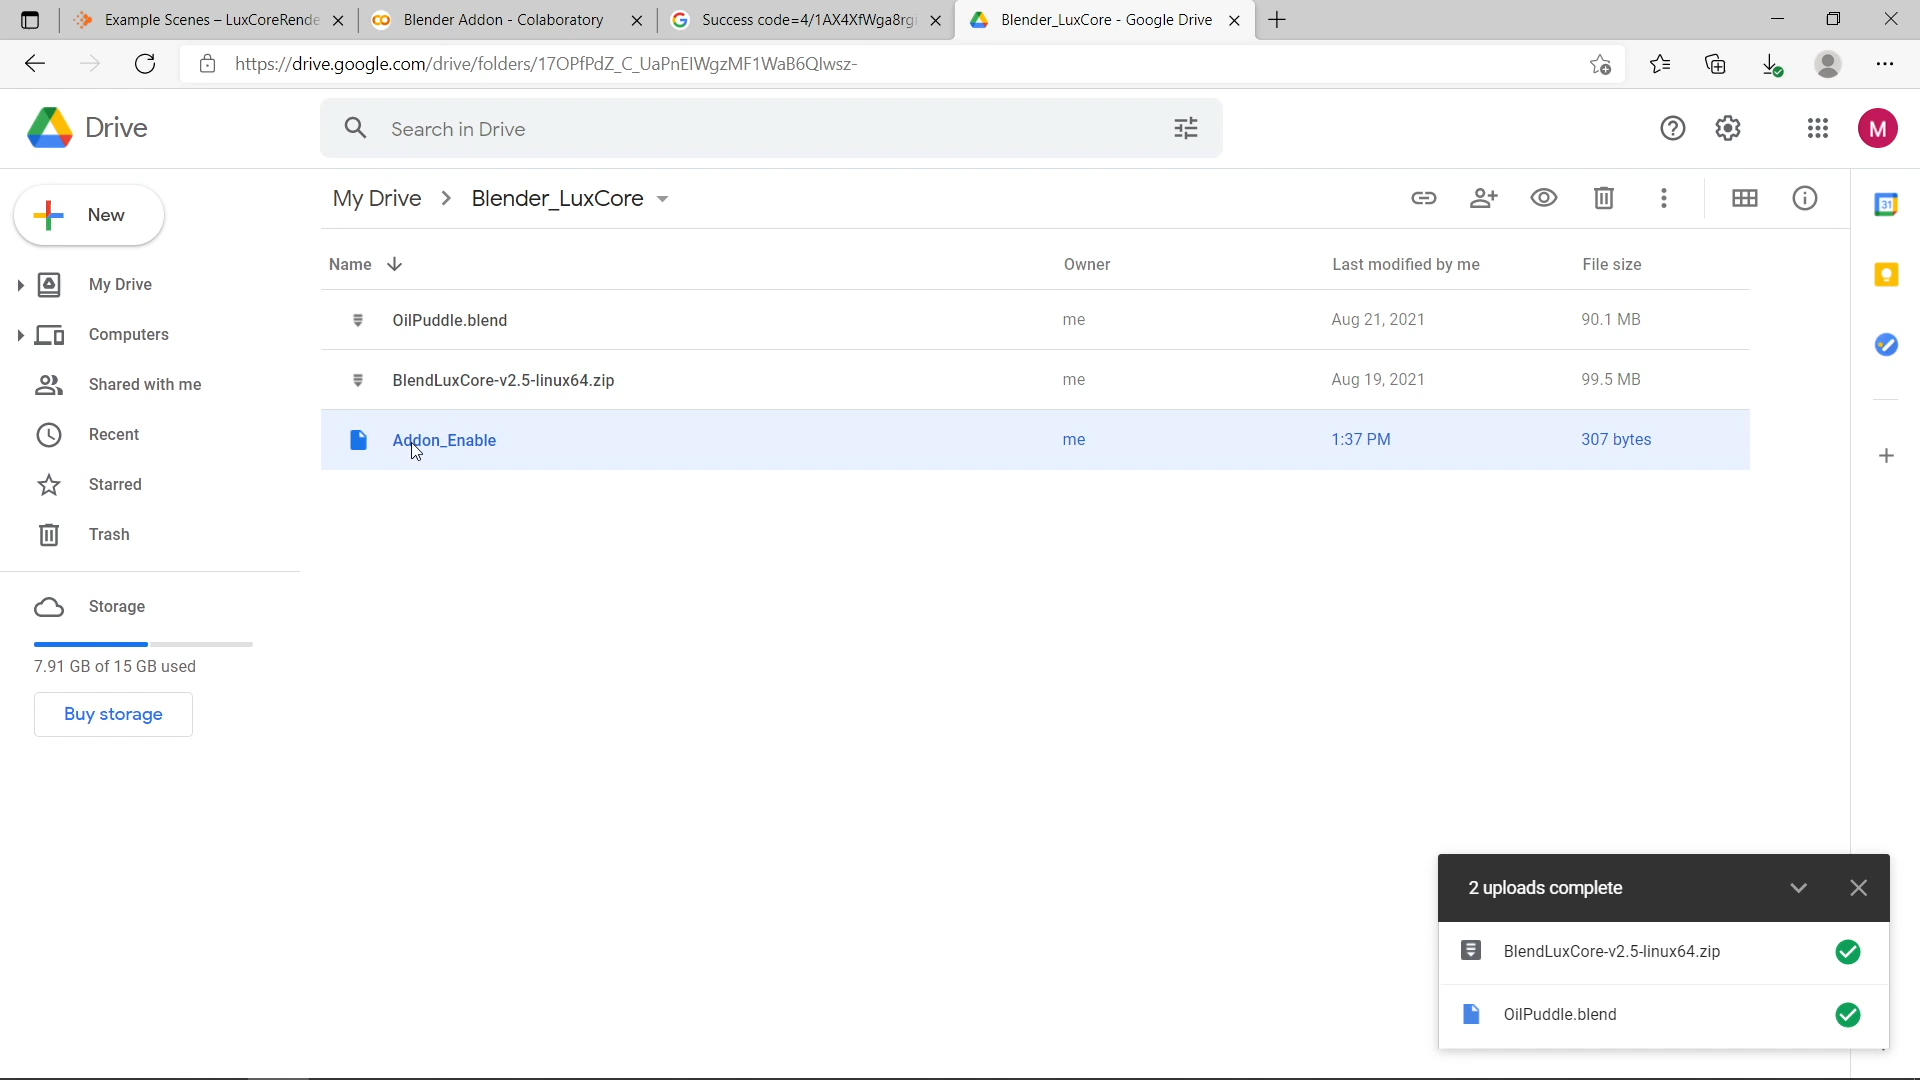 Example Scenes – LuxCoreRende
Blender Addon - Colaboratory
Success code=4/1AX4XfWga8rgi
Blender_LuxCore - Google Drive
https://drive.google.com/drive/folders/17OPfPdZ_C_UaPnEIWgzMF1WaB6QIwsz-
Drive
Search in Drive
M
New
My Drive
Computers
Shared with me
Recent
Starred
Trash
Storage
7.91 GB of 15 GB used
Buy storage
My Drive > Blender_LuxCore
Name Owner Last modified by me File size
OilPuddle.blend me Aug 21, 2021 90.1 MB
BlendLuxCore-v2.5-linux64.zip me Aug 19, 2021 99.5 MB
Addon_Enable me 1:37 PM 307 bytes
31
2 uploads complete
BlendLuxCore-v2.5-linux64.zip
OilPuddle.blend